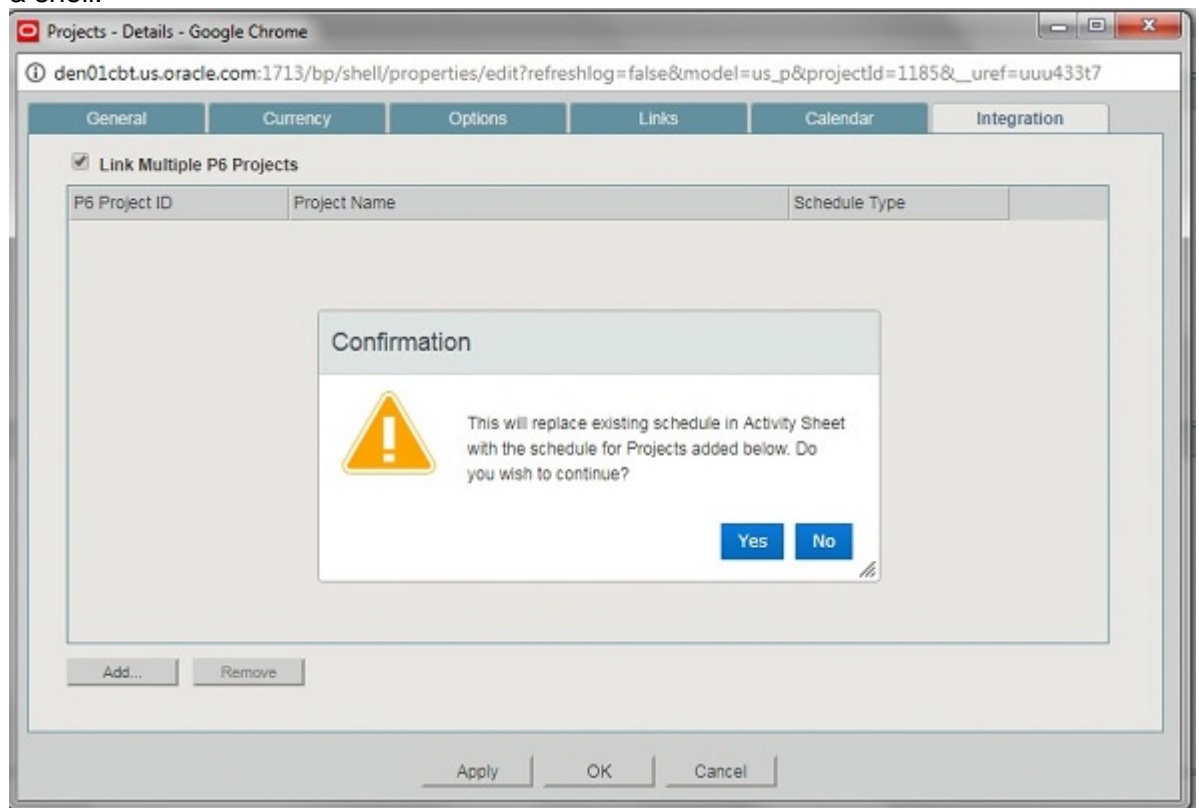 a shell.
Projects - Details - Google Chrome
den01cbt.us.oracle.com:1713/bp/shell/properties/edit?refreshlog=false&model=us_p&projectId=1185&__uref=uuu433t7
General Currency Options Links Calendar Integration
Link Multiple P6 Projects
P6 Project ID Project Name Schedule Type
Confirmation
This will replace existing schedule in Activity Sheet
with the schedule for Projects added below. Do
you wish to continue?
Yes No
Add... Remove
Apply OK Cancel